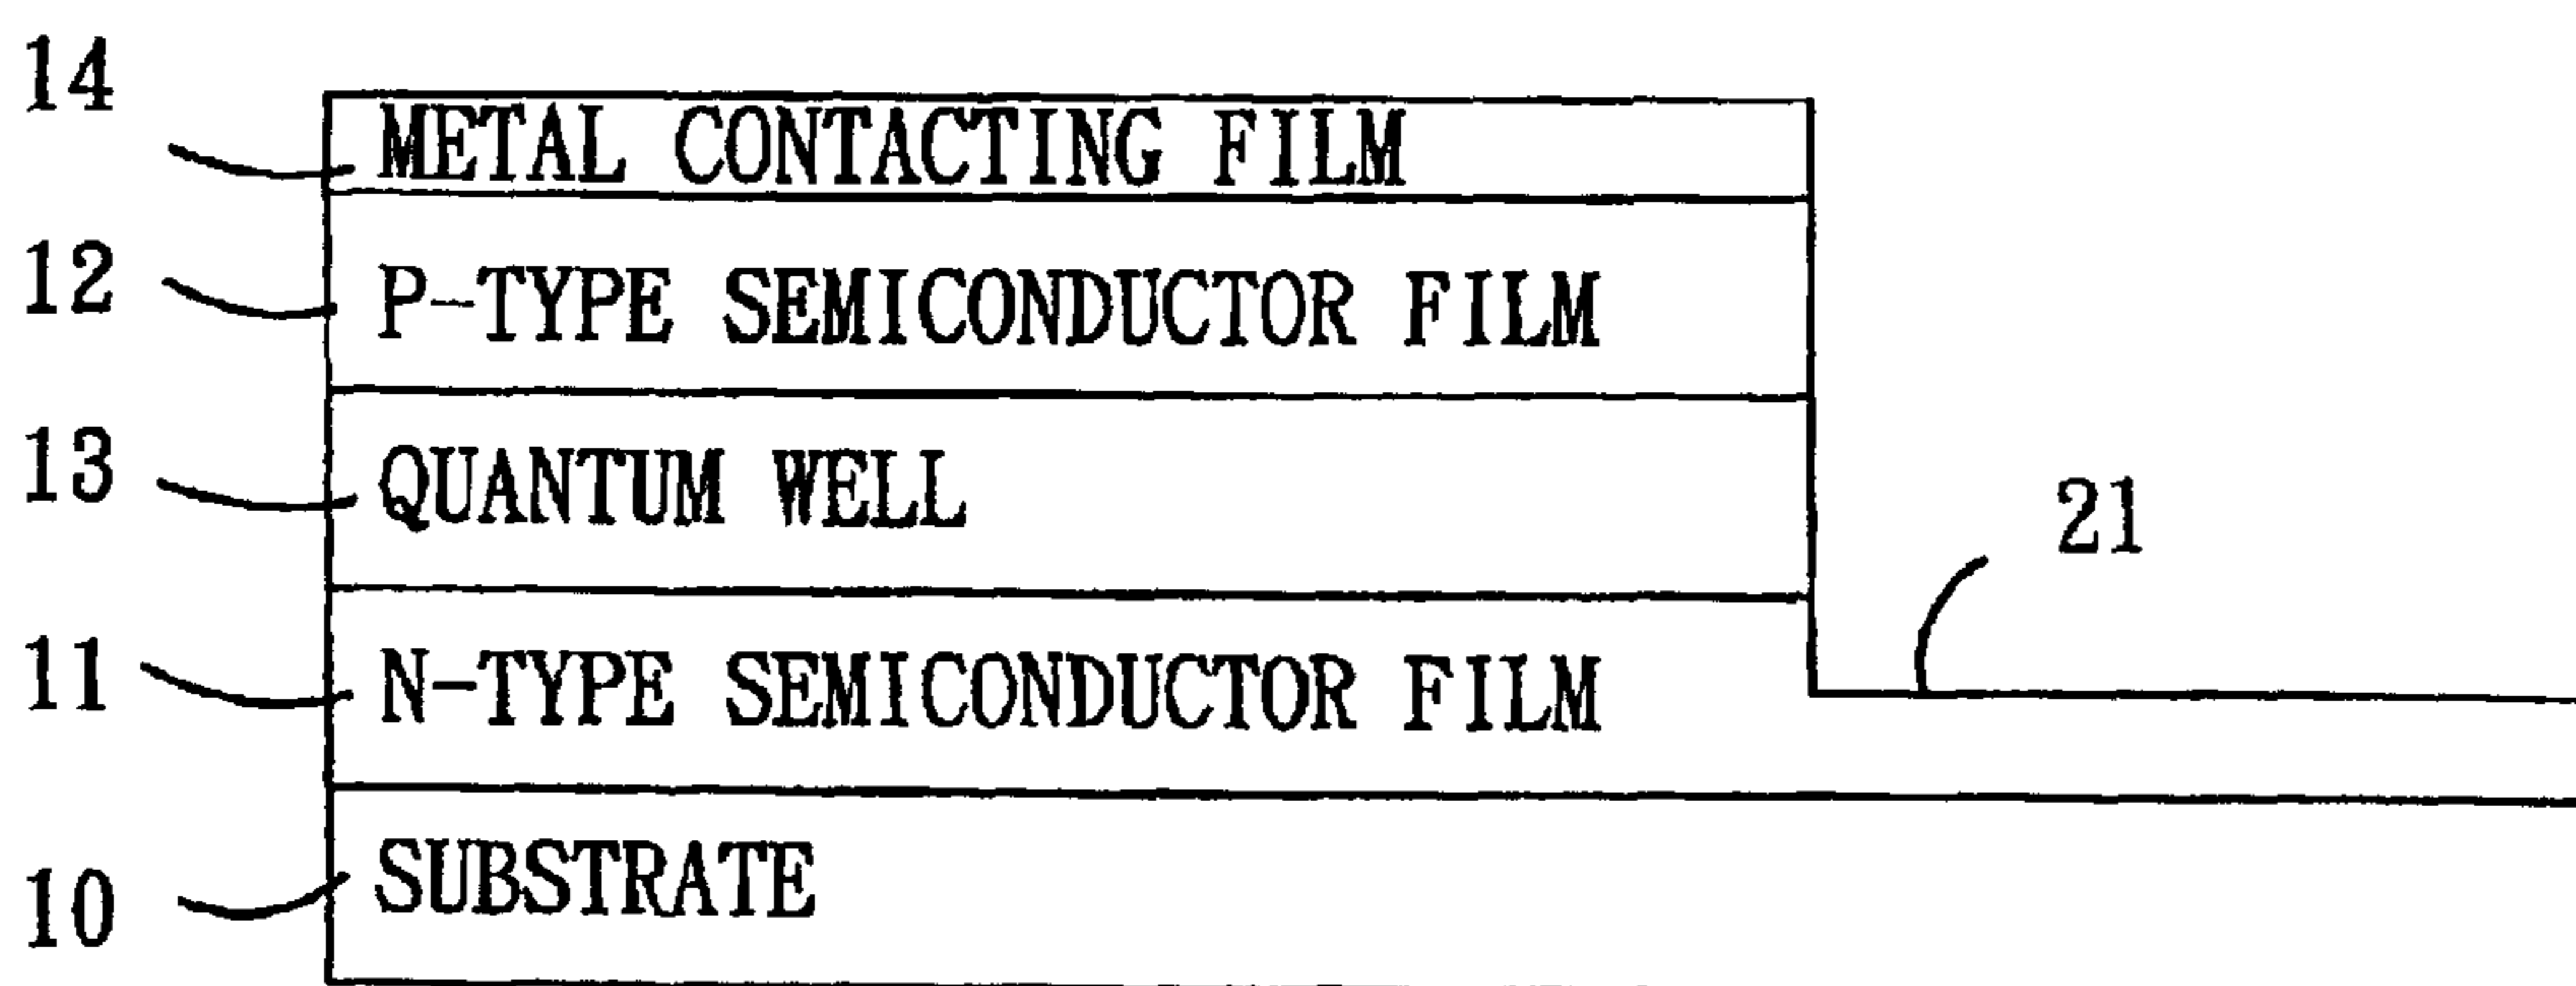 14 METAL CONTACTING FILM
12 P-TYPE SEMICONDUCTOR FILM
13 QUANTUM WELL
21
11 N-TYPE SEMICONDUCTOR FILM
10 SUBSTRATE